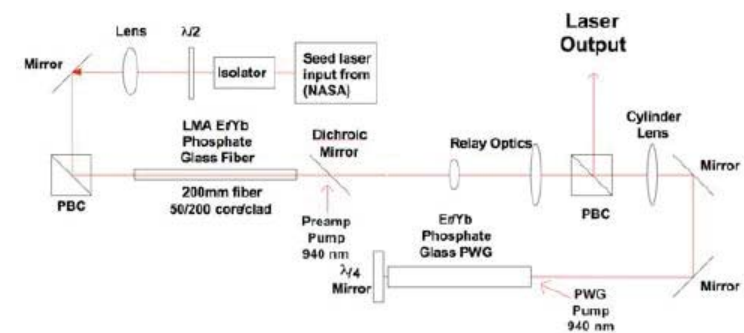 Laser
Output
Lens
λ/2
Mirror
Isolator
Seed laser
input from
(NASA)
LMA Er/Yb
Phosphate
Glass Fiber
Dichroic
Mirror
Relay Optics
Cylinder
Lens
Mirror
PBC
200mm fiber
50/200 core/clad
PBC
Preamp
Pump
940 nm
Er/Yb
Phosphate
Glass PWG
λ/4
Mirror
PWG
Pump
940 nm
Mirror